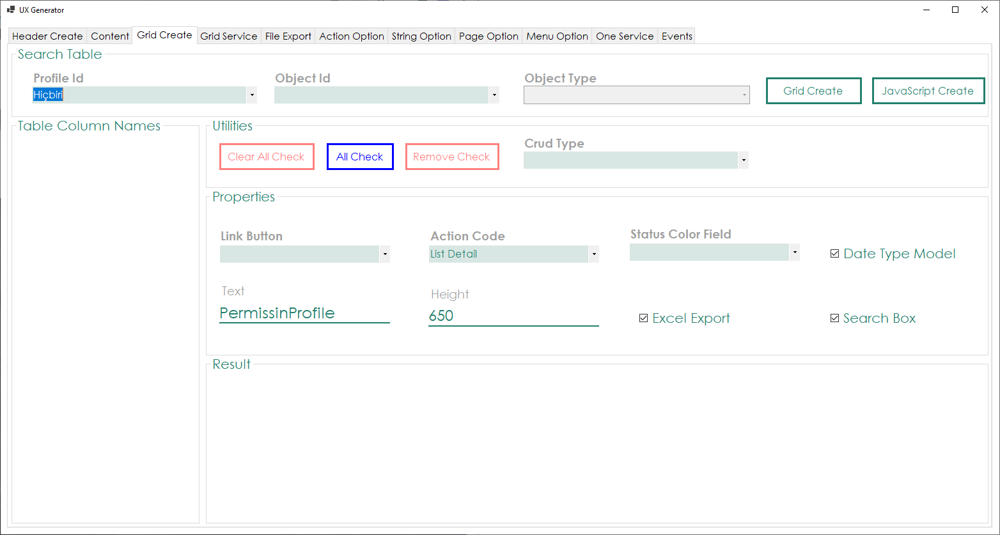 UX Generator
Header Create Content Grid Create Grid Service File Export Action Option String Option Page Option Menu Option One Service Events
Search Table
Profile Id Object Id Object Type
Hiçbiri Grid Create JavaScript Create
Table Column Names
Utilities
Clear All Check All Check Remove Check Crud Type
Properties
Link Button Action Code Status Color Field
List Detail Date Type Model
Text Height
PermissinProfile 650 Excel Export Search Box
Result